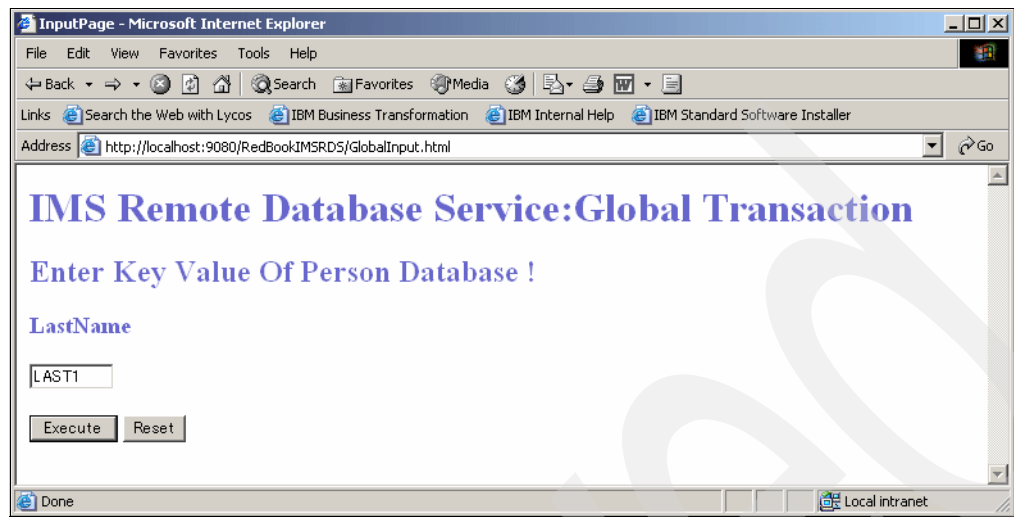 InputPage - Microsoft Internet Explorer
File Edit View Favorites Tools Help
Back Search Favorites Media
Links Search the Web with Lycos IBM Business Transformation IBM Internal Help IBM Standard Software Installer
Address http://localhost:9080/RedBookIMSRDS/GlobalInput.html Go
IMS Remote Database Service:Global Transaction
Enter Key Value Of Person Database !
LastName
LAST1
Execute Reset
Done Local intranet